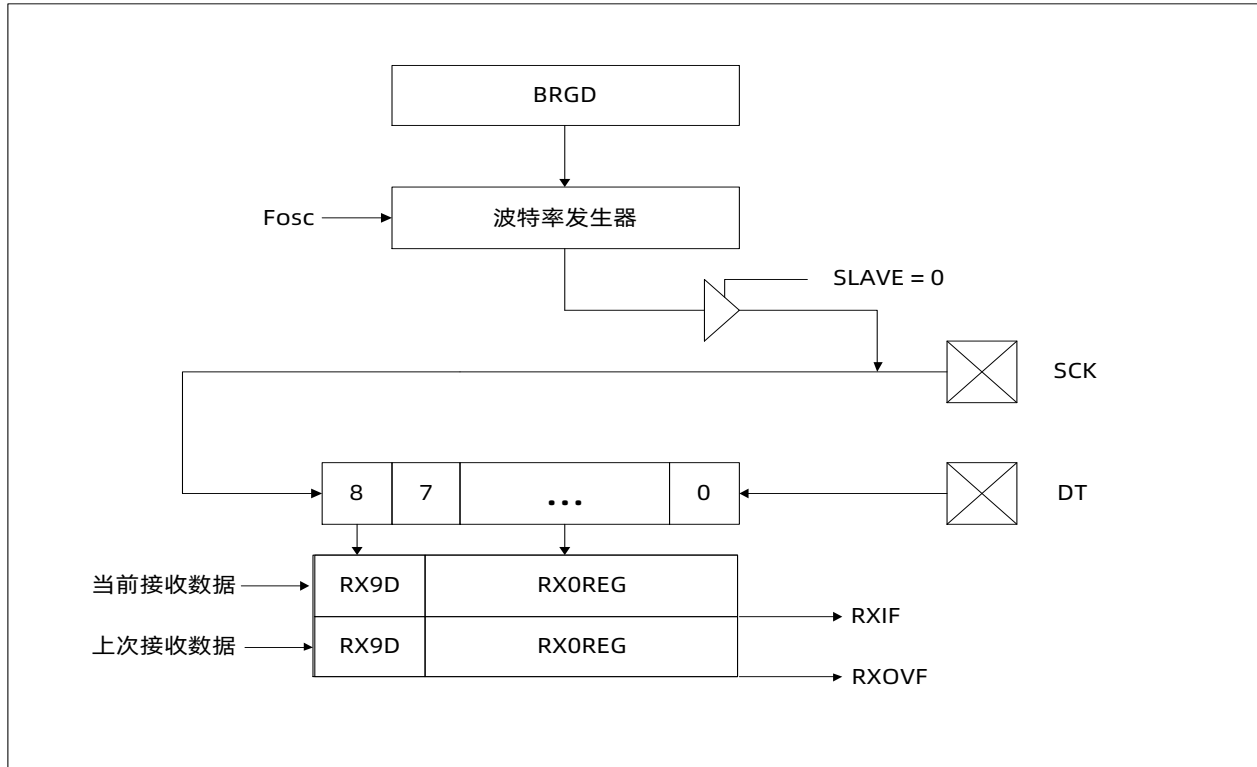 BRGD
Fosc
波特率发生器
SLAVE = 0
SCK
8 7 ... 0
DT
当前接收数据 RX9D RX0REG
RXIF
上次接收数据 RX9D RX0REG
RXOVF